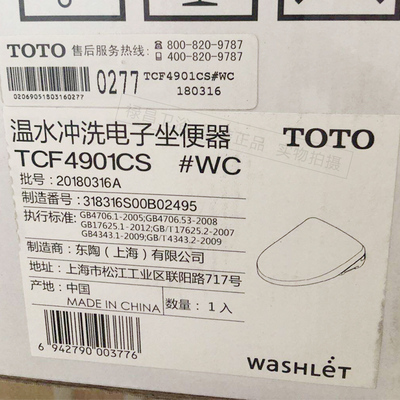 TOTO 售后服务热线: 800-820-9787
400-820-9787
0206905150316 0277
0277
TCF4901CS#WC
180316
温水冲洗电子坐便器
TOTO
TCF4901CS #WC
批号: 20180316A
制造番号: 318316S00B02495
执行标准: GB4706.1-2005;GB4706.53-2008
GB17625.1-2012;GB/T17625.2-2007
GB4343.1-2009;GB/T4343.2-2009
制造商: 东陶(上海)有限公司
地址: 上海市松江工业区联阳路717号
产地: 中国
MADE IN CHINA
数量: 1入
6 942790 003776
WASHLET